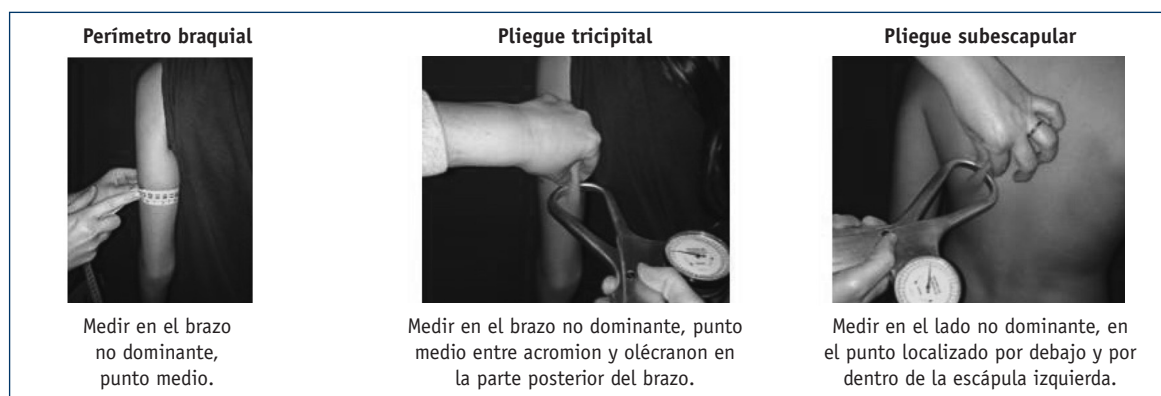 Perímetro braquial
Medir en el brazo
no dominante,
punto medio.
Pliegue tricipital
Medir en el brazo no dominante, punto
medio entre acromion y olécranon en
la parte posterior del brazo.
Pliegue subescapular
Medir en el lado no dominante, en
el punto localizado por debajo y por
dentro de la escápula izquierda.